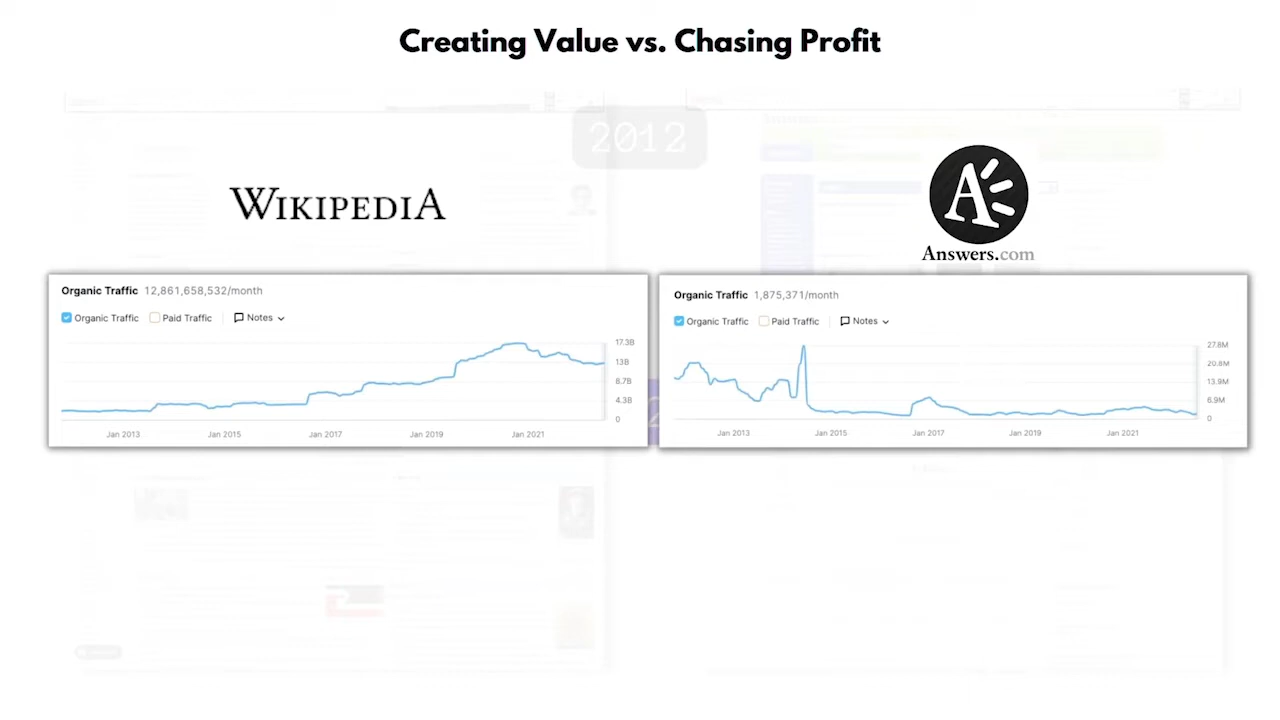 Creating Value vs. Chasing Profit
2012
WIKIPEDIA
A
Answers.com
Organic Traffic 12,861,658,532/month
Organic Traffic Paid Traffic Notes
17.3B
13B
8.7B
4.3B
0
Jan 2013 Jan 2015 Jan 2017 Jan 2019 Jan 2021
Organic Traffic 1,875,371/month
Organic Traffic Paid Traffic Notes
27.8M
20.8M
13.9M
6.9M
0
Jan 2013 Jan 2015 Jan 2017 Jan 2019 Jan 2021